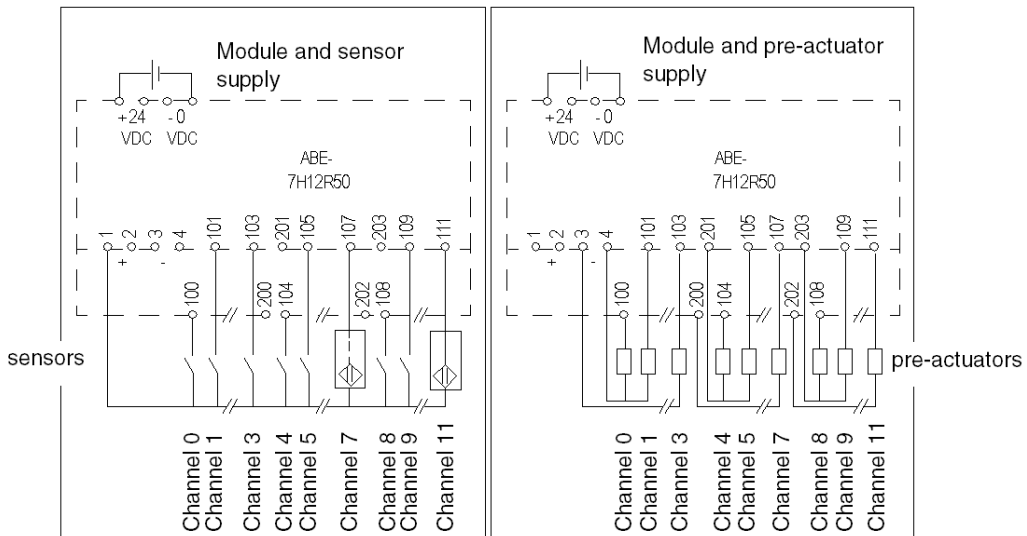 Module and sensor
supply
+24 - 0
VDC VDC
ABE-
7H12R50
1 2 3 4 101 103 201 105 107 203 109 111
+ -
100 200 104 202 108
sensors
Channel 0
Channel 1
Channel 3
Channel 4
Channel 5
Channel 7
Channel 8
Channel 9
Channel 11
Module and pre-actuator
supply
+24 - 0
VDC VDC
ABE-
7H12R50
1 2 3 4 101 103 201 105 107 203 109 111
+ -
100 200 104 202 108
pre-actuators
Channel 0
Channel 1
Channel 3
Channel 4
Channel 5
Channel 7
Channel 8
Channel 9
Channel 11